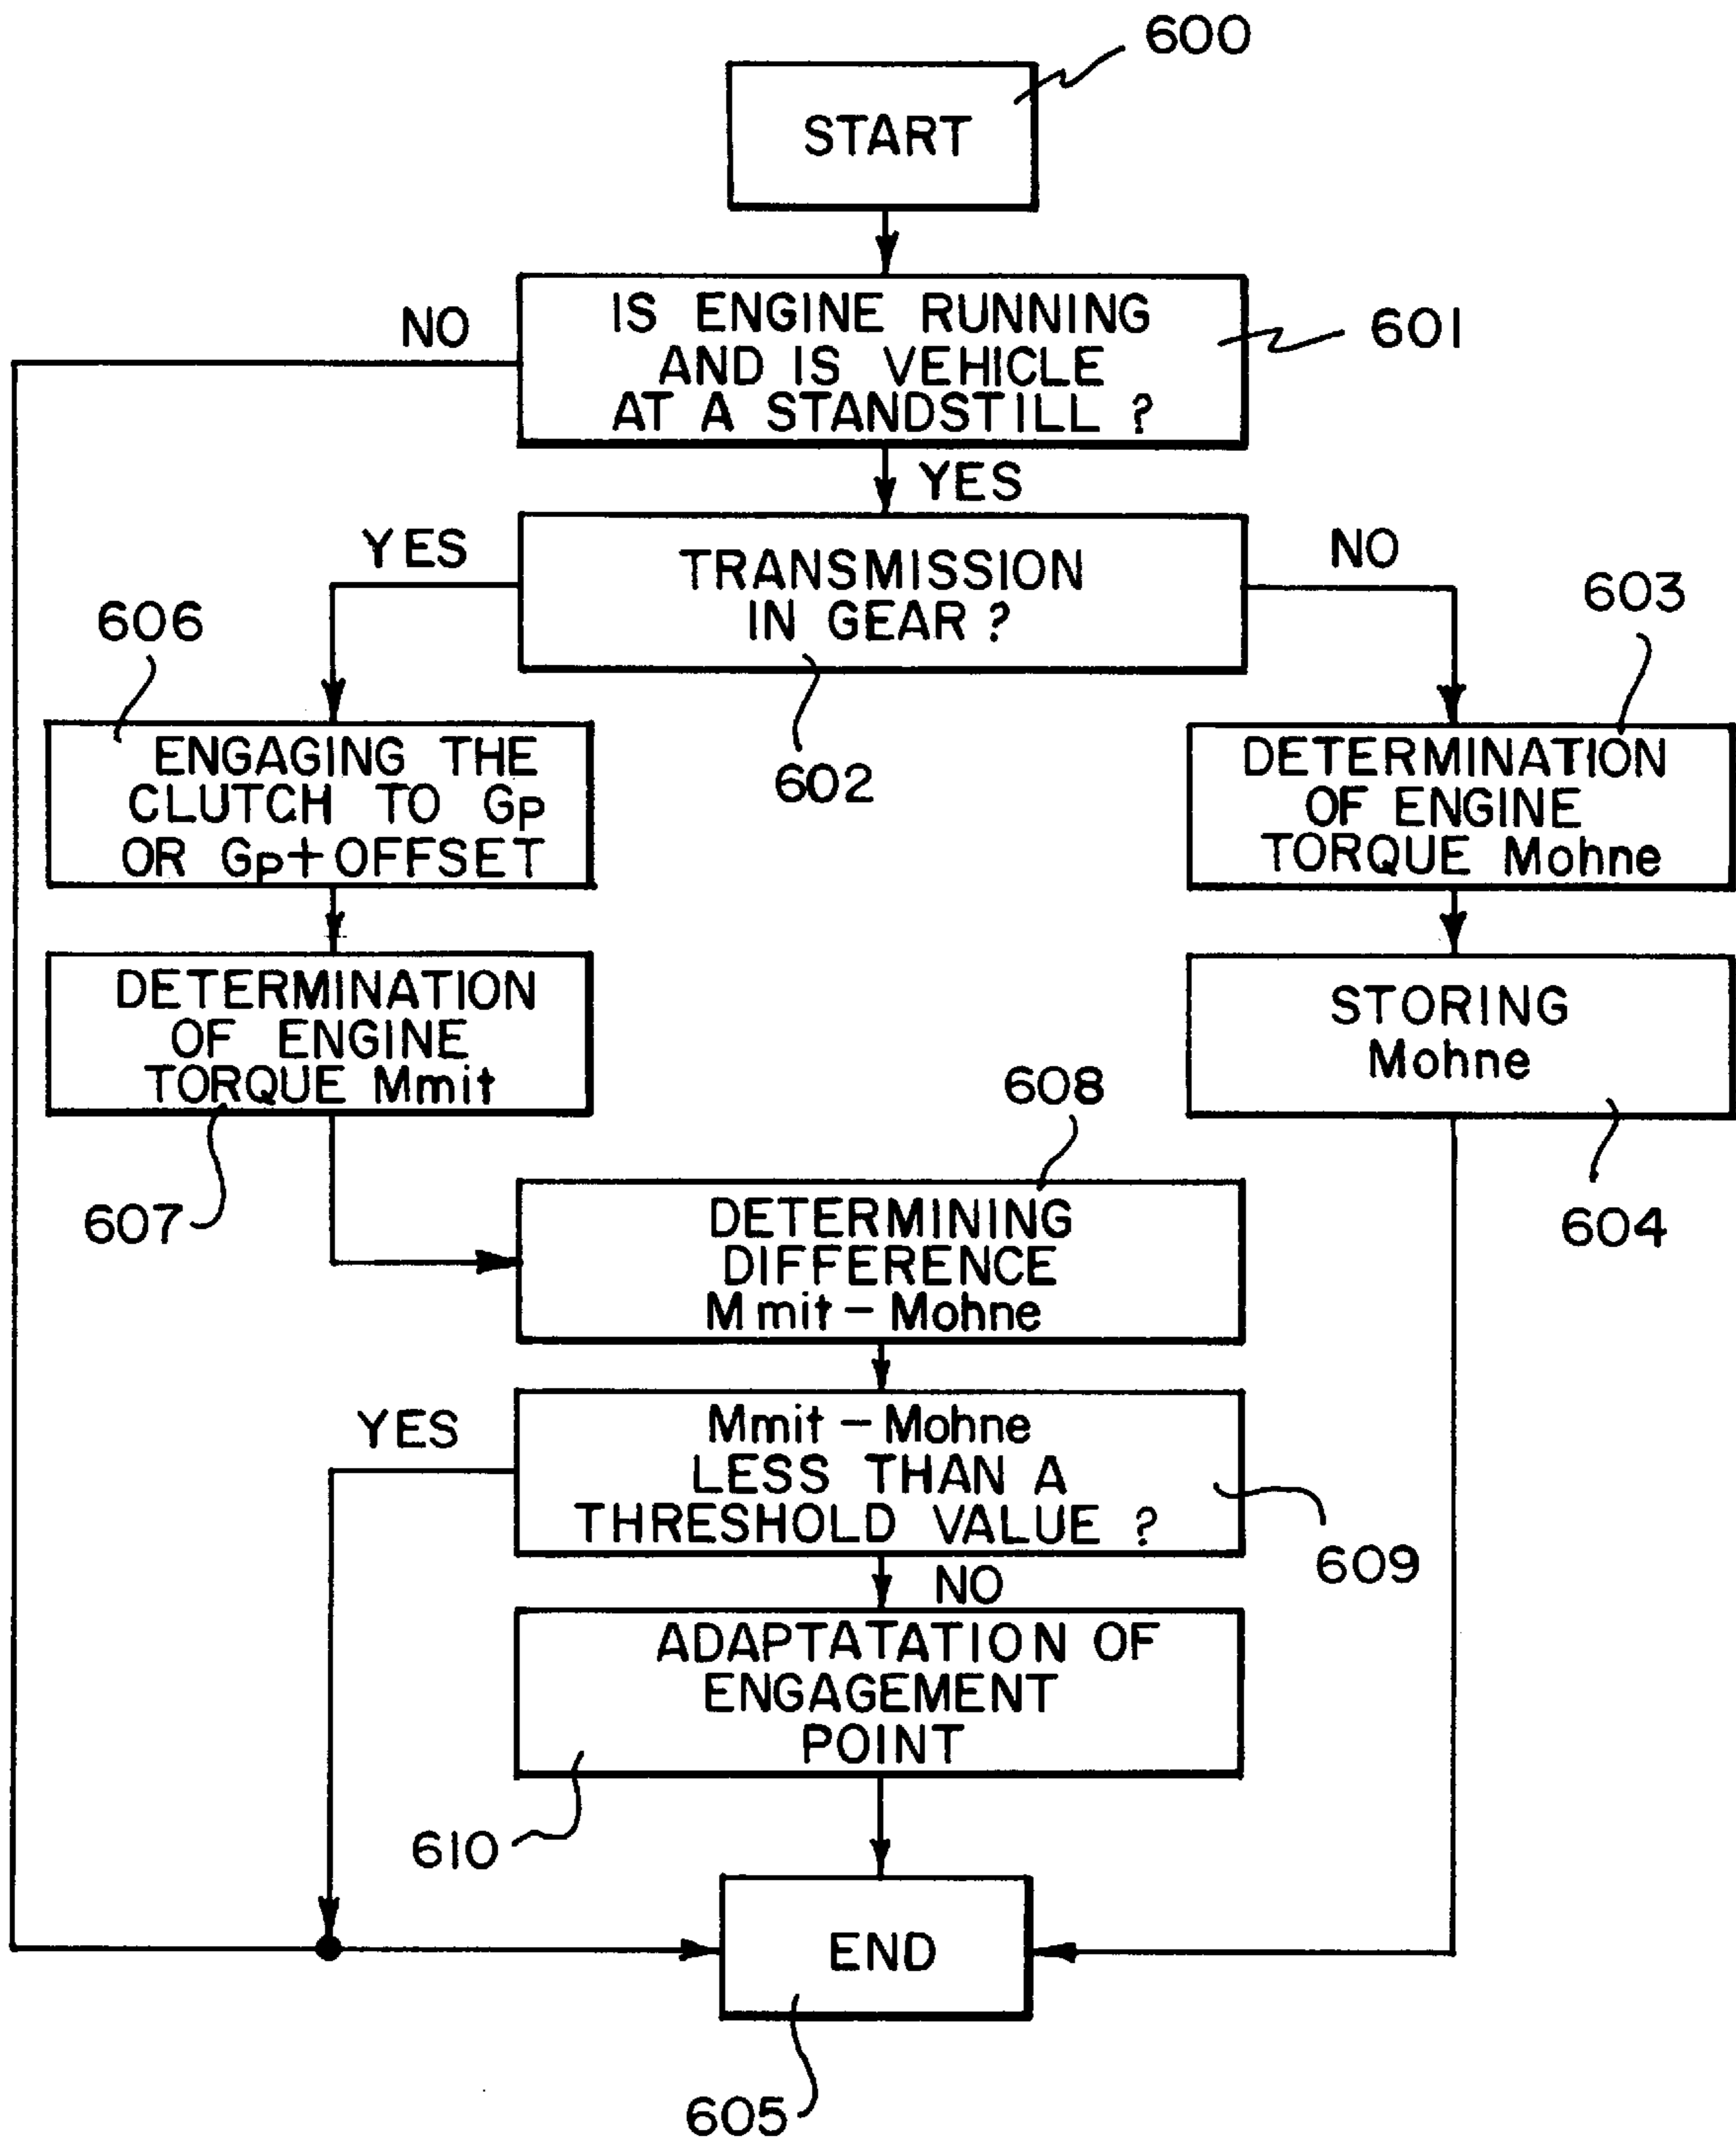 600
START
NO
IS ENGINE RUNNING
AND IS VEHICLE
AT A STANDSTILL ?
601
YES
YES
TRANSMISSION
IN GEAR ?
NO
602
603
606
ENGAGING THE
CLUTCH TO Gp
OR Gp+OFFSET
DETERMINATION
OF ENGINE
TORQUE Mohne
DETERMINATION
OF ENGINE
TORQUE Mmit
607
STORING
Mohne
604
608
DETERMINING
DIFFERENCE
Mmit-Mohne
YES
Mmit-Mohne
LESS THAN A
THRESHOLD VALUE ?
609
NO
ADAPTATATION OF
ENGAGEMENT
POINT
610
END
605